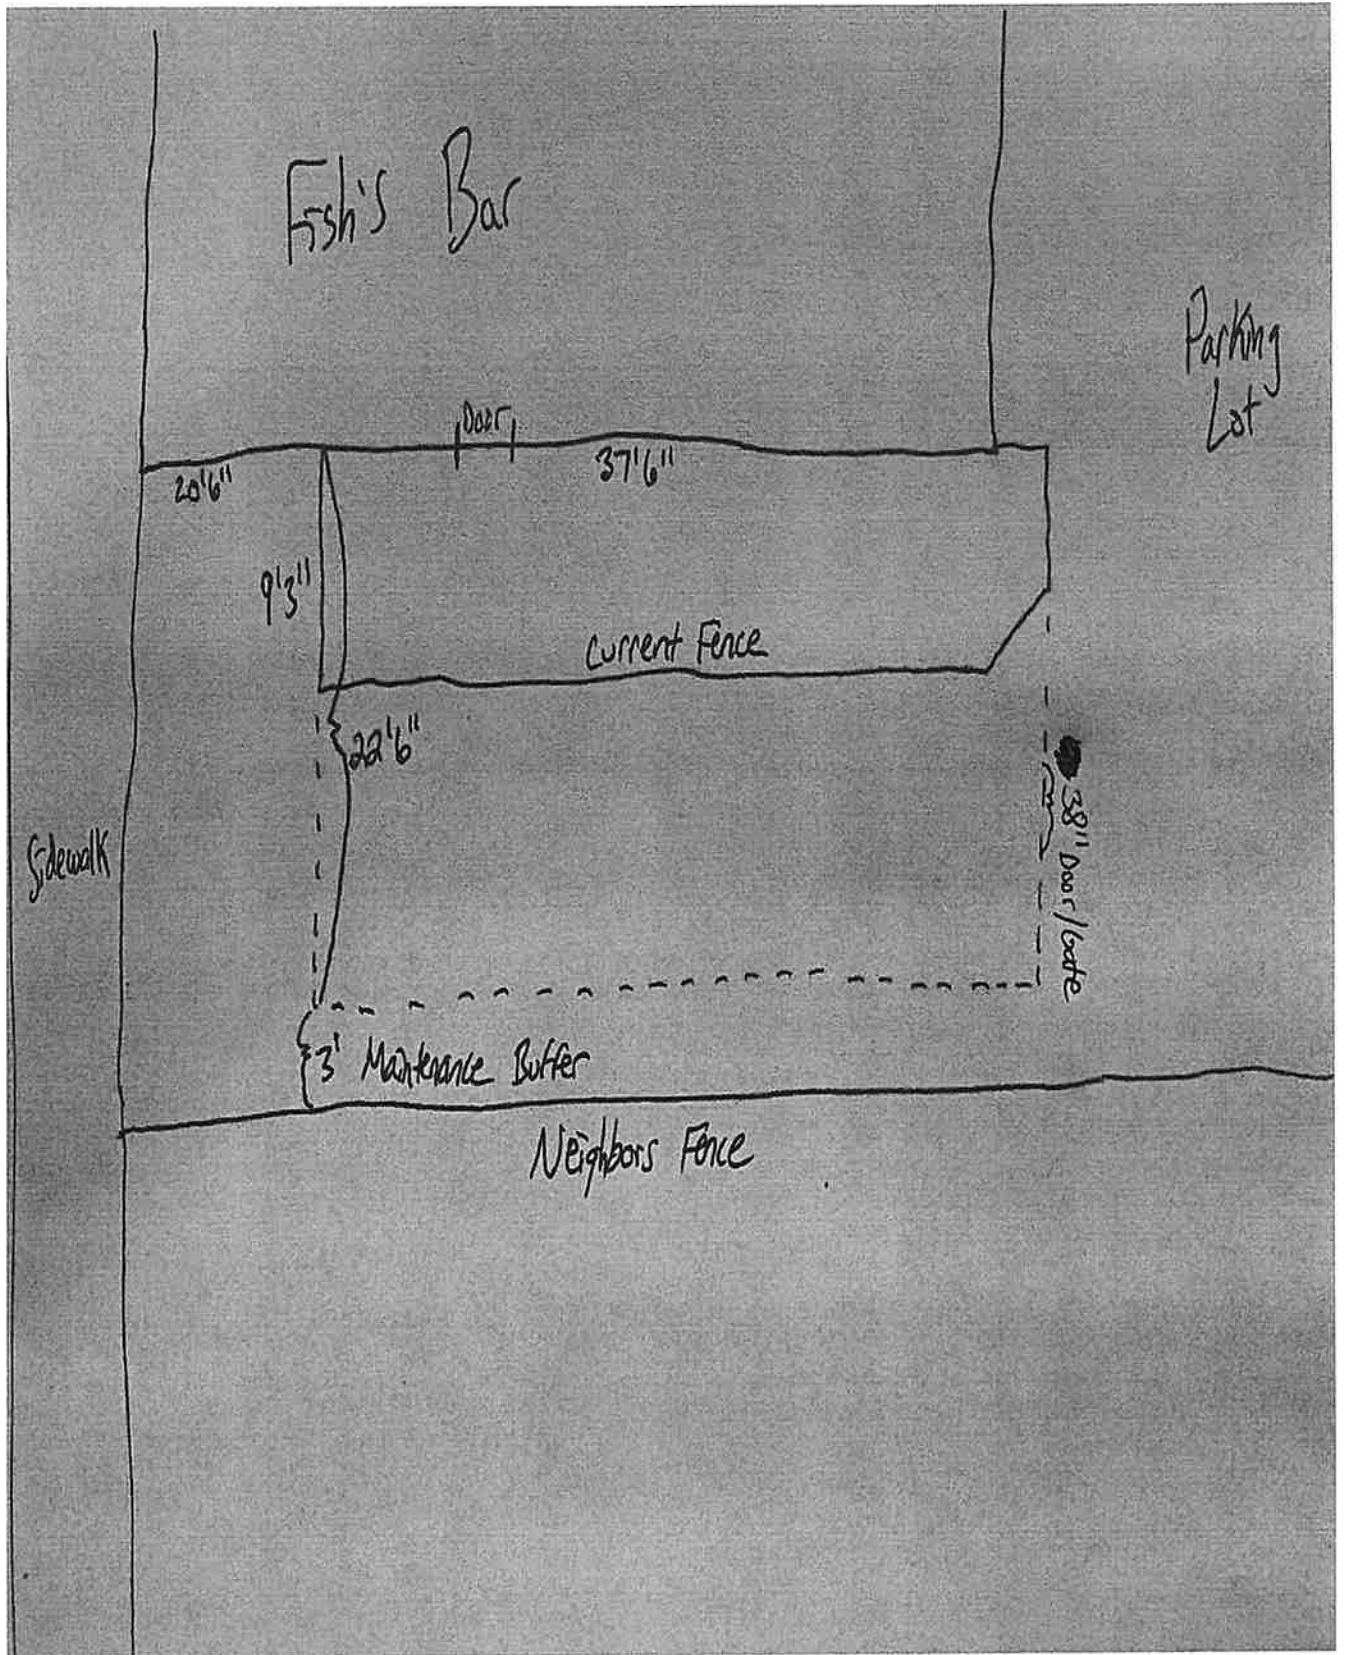 Fish's Bar
Parking
Lot
Door
20'6"
37'6"
9'3"
Current Fence
22'6"
38" Door/Gate
Sidewalk
3' Maintenance Buffer
Neighbors Fence